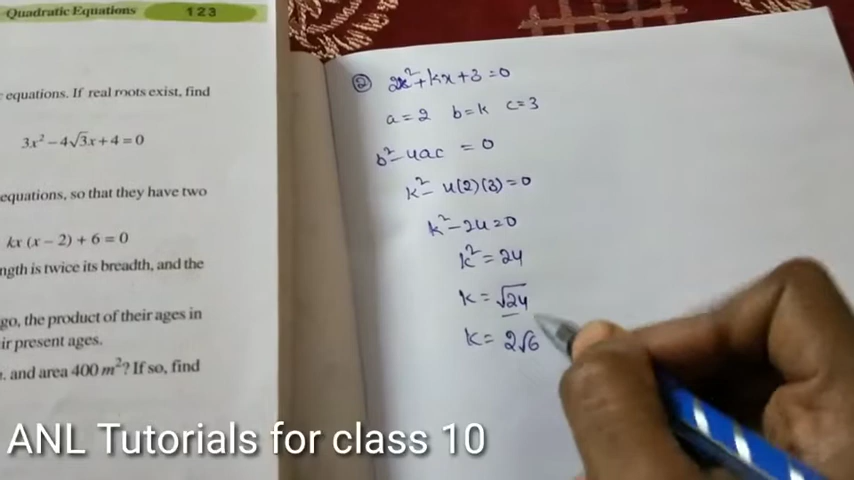 Quadratic Equations 123
equations. If real roots exist, find
3x² − 4√3x + 4 = 0
equations, so that they have two
kx (x − 2) + 6 = 0
ngth is twice its breadth, and the
go, the product of their ages in
ir present ages.
. and area 400 m²? If so, find
② 2x² + kx + 3 = 0
a = 2 b = k c = 3
b² − 4ac = 0
k² − 4(2)(3) = 0
k² − 24 = 0
k² = 24
k = √24
k = 2√6
ANL Tutorials for class 10